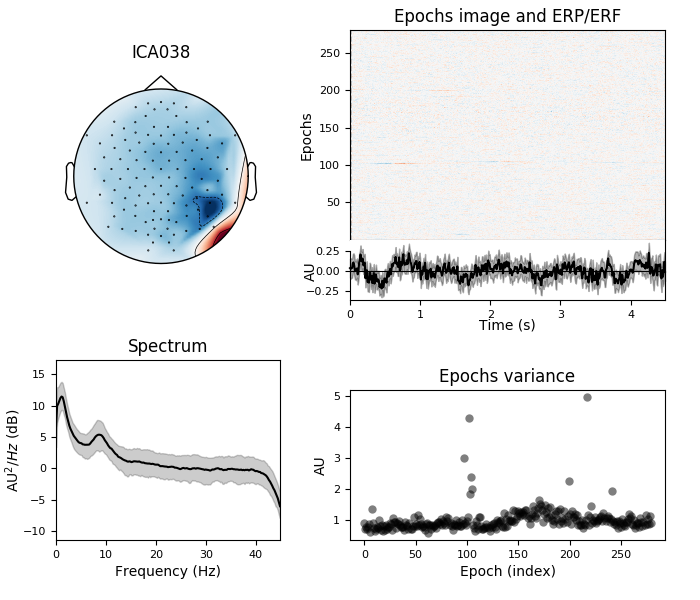 ICA038
Epochs image and ERP/ERF
Epochs
250
200
150
100
50
AU
0.25
0.00
−0.25
0 1 2 3 4
Time (s)
Spectrum
AU²/Hz (dB)
15
10
5
0
−5
−10
0 10 20 30 40
Frequency (Hz)
Epochs variance
AU
5
4
3
2
1
0 50 100 150 200 250
Epoch (index)